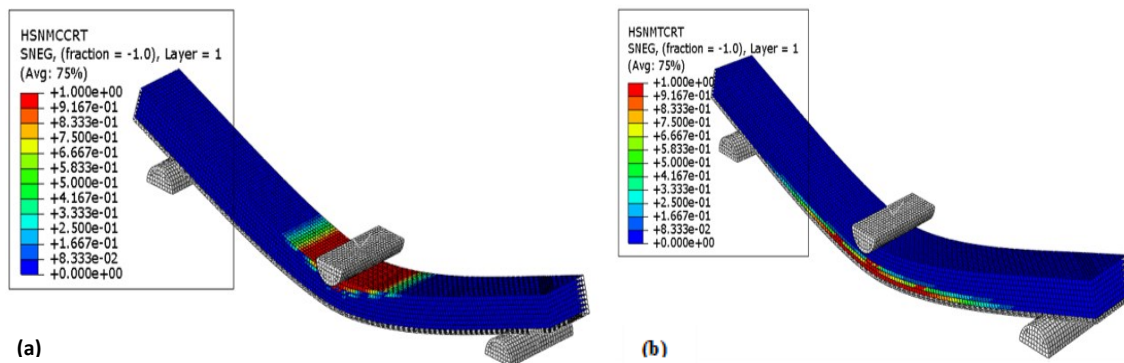 HSNMCCRT
SNEG, (fraction = -1.0), Layer = 1
(Avg: 75%)
+1.000e+00
+9.167e-01
+8.333e-01
+7.500e-01
+6.667e-01
+5.833e-01
+5.000e-01
+4.167e-01
+3.333e-01
+2.500e-01
+1.667e-01
+8.333e-02
+0.000e+00
(a)
HSNMTCRT
SNEG, (fraction = -1.0), Layer = 1
(Avg: 75%)
+1.000e+00
+9.167e-01
+8.333e-01
+7.500e-01
+6.667e-01
+5.833e-01
+5.000e-01
+4.167e-01
+3.333e-01
+2.500e-01
+1.667e-01
+8.333e-02
+0.000e+00
(b)